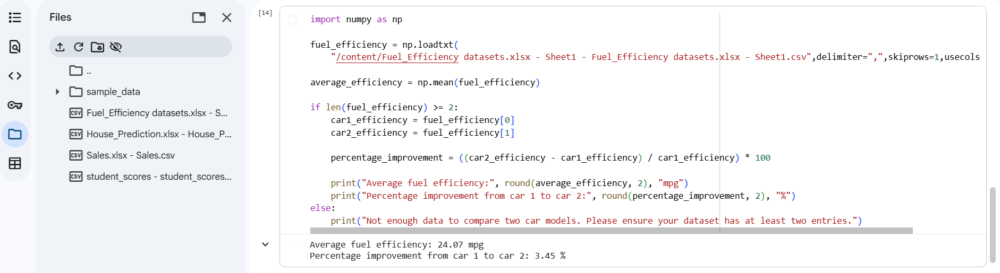 Files
..
sample_data
Fuel_Efficiency datasets.xlsx - S...
House_Prediction.xlsx - House_P...
Sales.xlsx - Sales.csv
student_scores - student_scores...
[14]
import numpy as np
fuel_efficiency = np.loadtxt(
"/content/Fuel_Efficiency datasets.xlsx - Sheet1 - Fuel_Efficiency datasets.xlsx - Sheet1.csv",delimiter=",",skiprows=1,usecols
average_efficiency = np.mean(fuel_efficiency)
if len(fuel_efficiency) >= 2:
car1_efficiency = fuel_efficiency[0]
car2_efficiency = fuel_efficiency[1]
percentage_improvement = ((car2_efficiency - car1_efficiency) / car1_efficiency) * 100
print("Average fuel efficiency:", round(average_efficiency, 2), "mpg")
print("Percentage improvement from car 1 to car 2:", round(percentage_improvement, 2), "%")
else:
print("Not enough data to compare two car models. Please ensure your dataset has at least two entries.")
Average fuel efficiency: 24.07 mpg
Percentage improvement from car 1 to car 2: 3.45 %